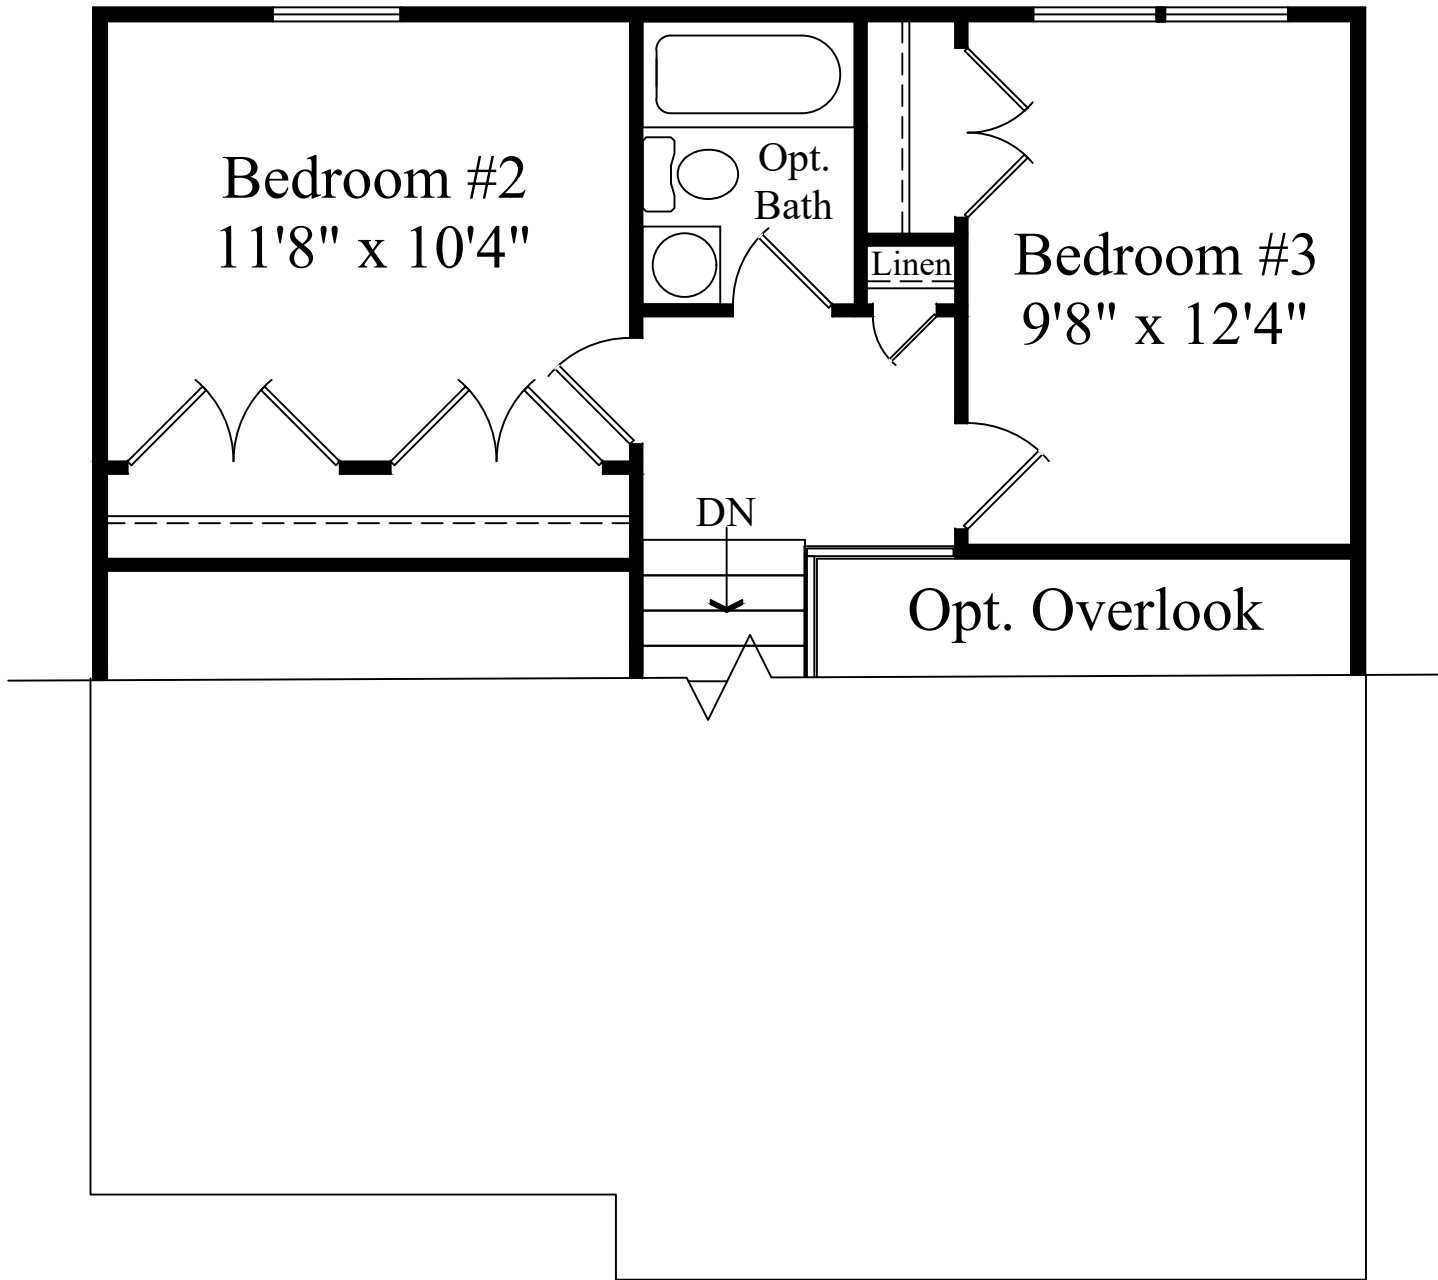 Bedroom #2
11'8" x 10'4"
Opt.
Bath
Linen
Bedroom #3
9'8" x 12'4"
DN
Opt. Overlook